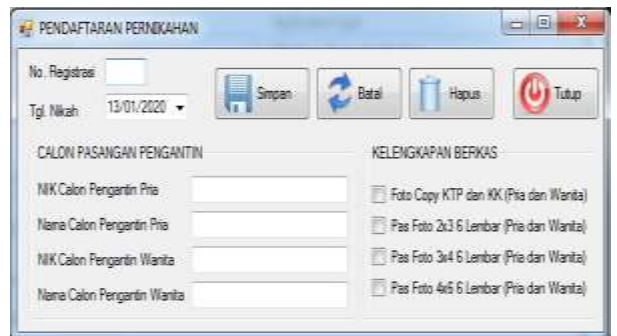 PENDAFTARAN PERNIKAHAN
No. Registrasi
Tgl. Nikah 13/01/2020
Simpan Batal Hapus Tutup
CALON PASANGAN PENGANTIN
NIK Calon Pengantin Pria
Nama Calon Pengantin Pria
NIK Calon Pengantin Wanita
Nama Calon Pengantin Wanita
KELENGKAPAN BERKAS
Foto Copy KTP dan KK (Pria dan Wanita)
Pas Foto 2x3 6 Lembar (Pria dan Wanita)
Pas Foto 3x4 6 Lembar (Pria dan Wanita)
Pas Foto 4x6 6 Lembar (Pria dan Wanita)